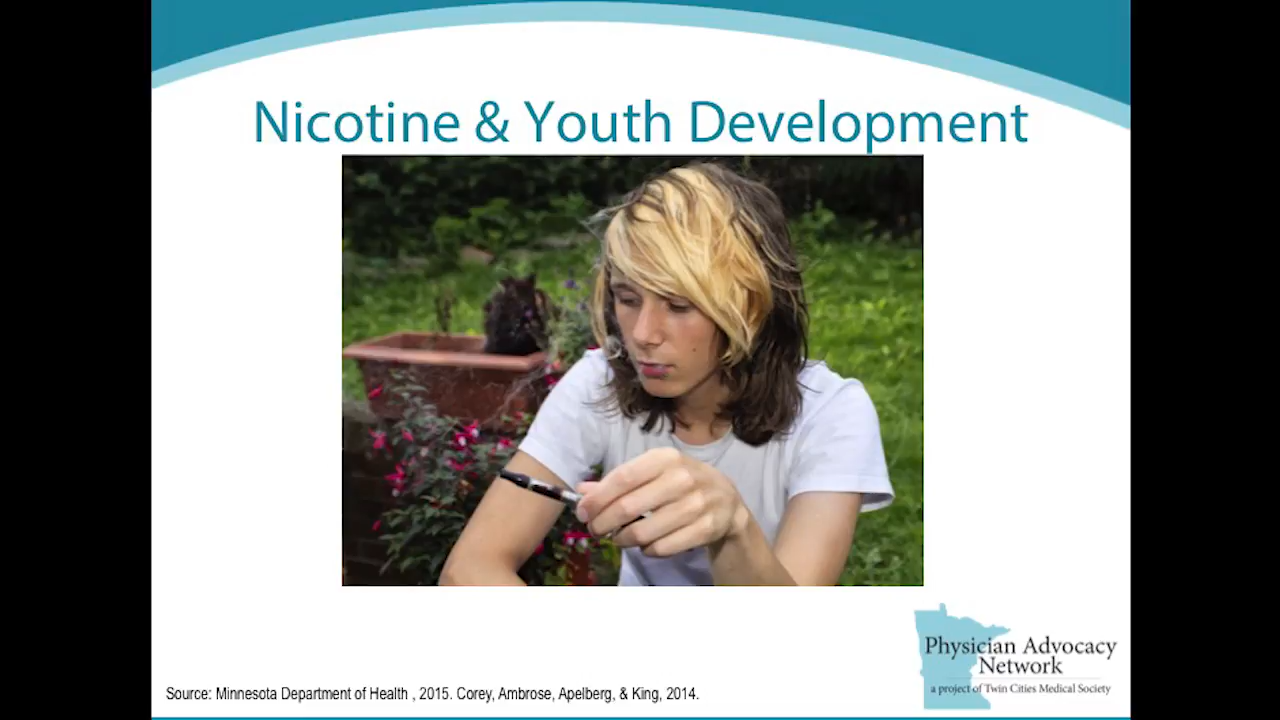 Nicotine & Youth Development
Physician Advocacy
Network
a project of Twin Cities Medical Society
Source: Minnesota Department of Health , 2015. Corey, Ambrose, Apelberg, & King, 2014.